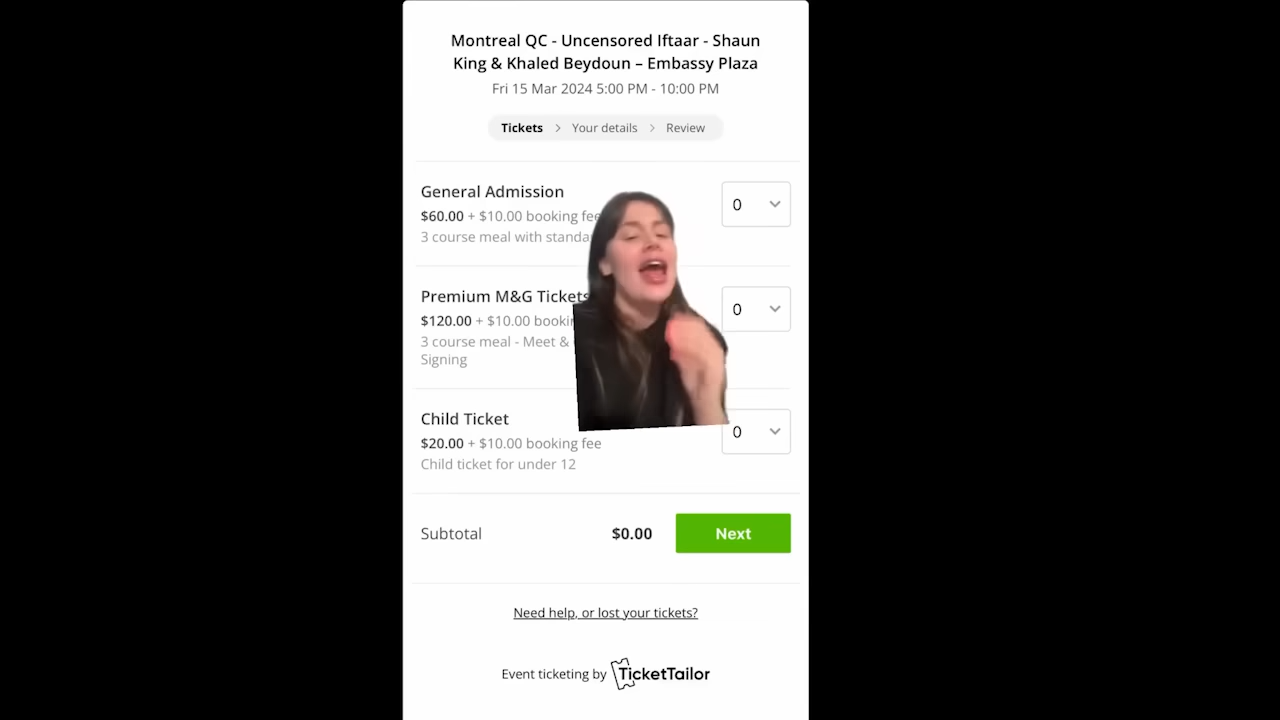 Montreal QC - Uncensored Iftaar - Shaun
King & Khaled Beydoun – Embassy Plaza
Fri 15 Mar 2024 5:00 PM - 10:00 PM
Tickets > Your details > Review
General Admission
0
$60.00 + $10.00 booking fee
3 course meal with
Premium M&G Tickets
0
$120.00 + $10.00
3 course meal - Meet &
Signing
Child Ticket
0
$20.00 + $10.00 booking fee
Child ticket for under 12
Subtotal $0.00 Next
Need help, or lost your tickets?
Event ticketing by TicketTailor